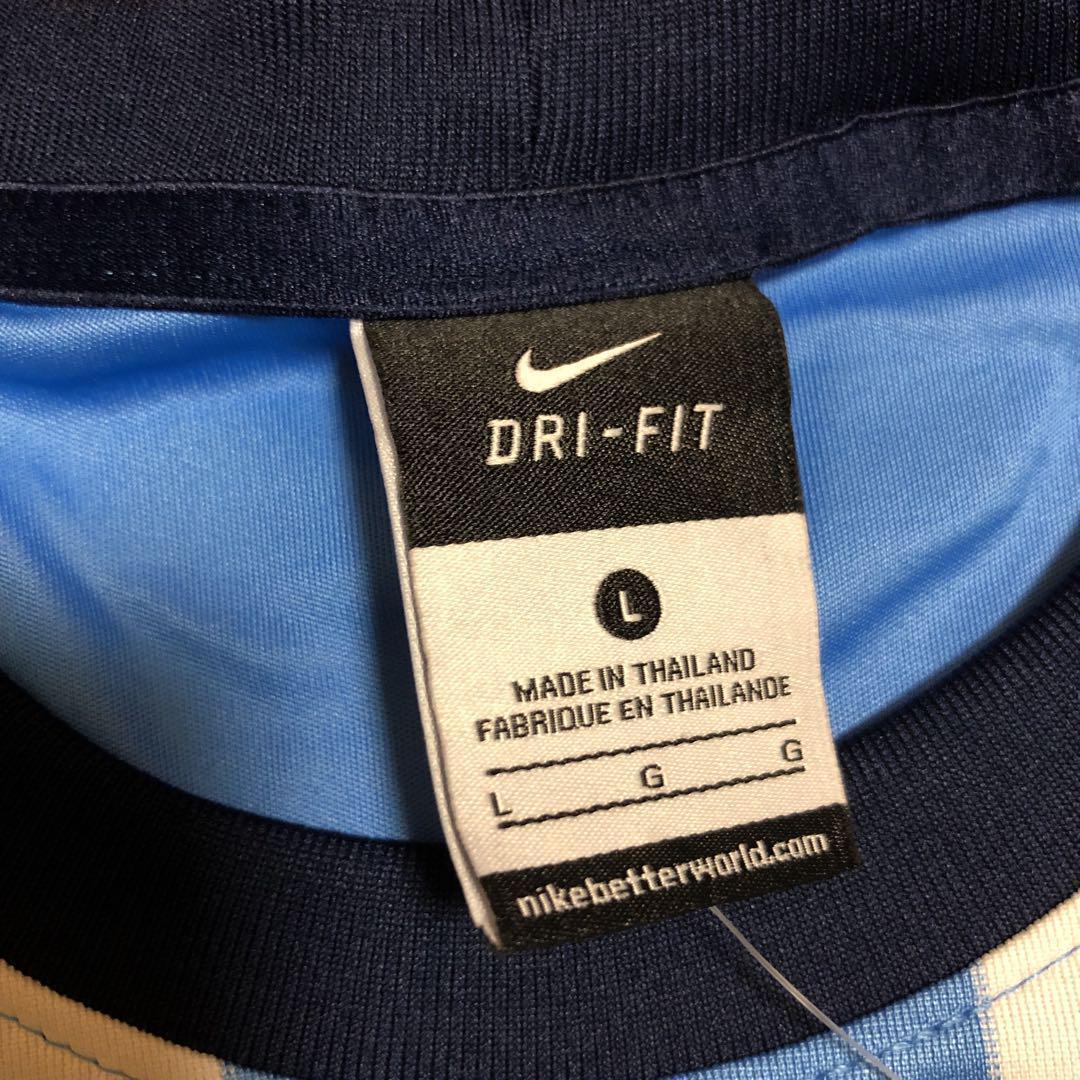 DRI-FIT
L
MADE IN THAILAND
FABRIQUE EN THAILANDE
L G G
nikebetterworld.com